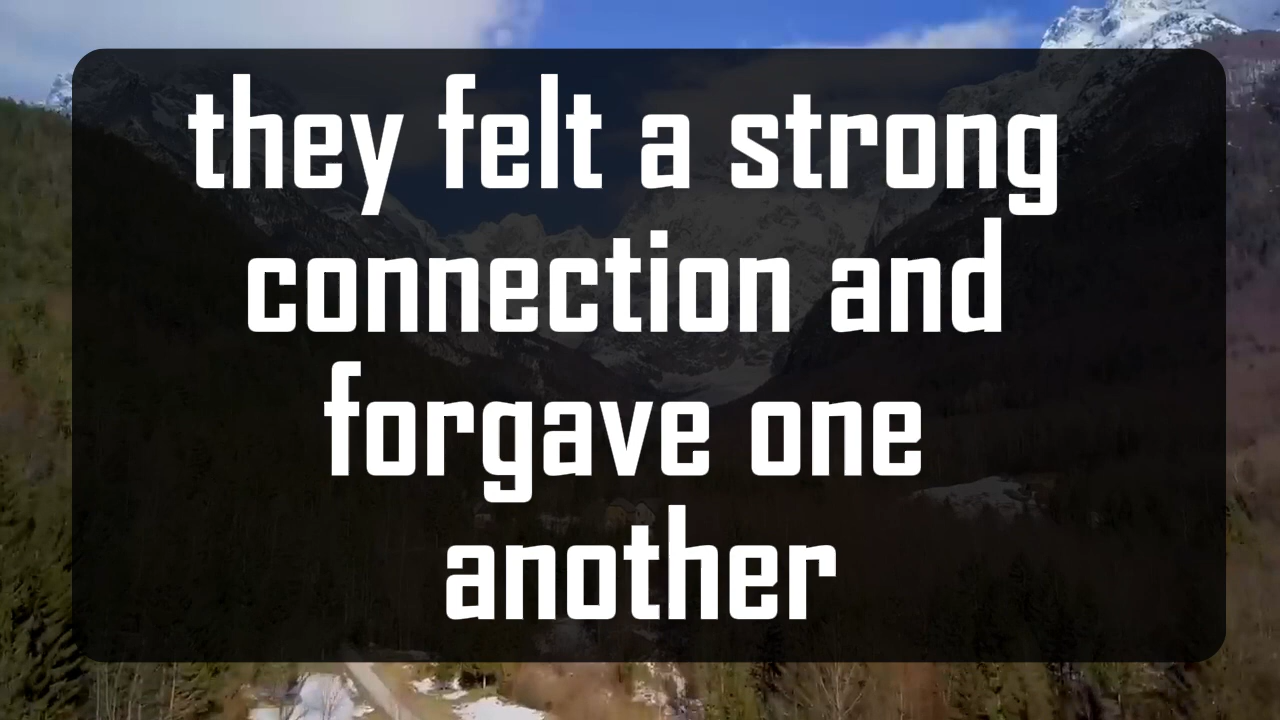 they felt a strong
connection and
forgave one
another